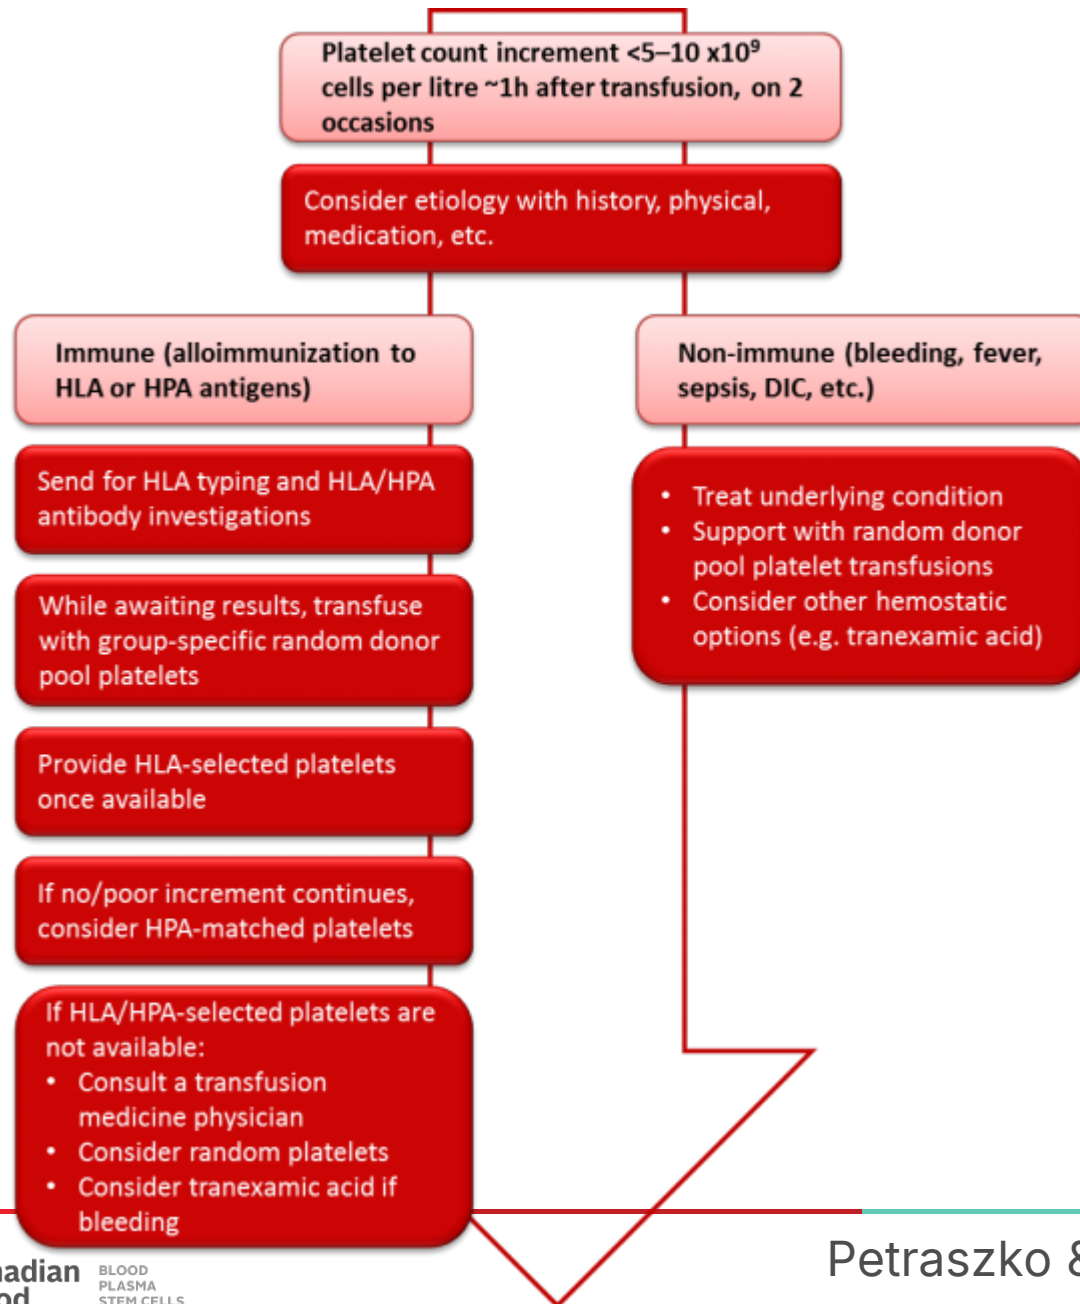 Platelet count increment <5–10 x10⁹
cells per litre ~1h after transfusion, on 2
occasions
Consider etiology with history, physical,
medication, etc.
Immune (alloimmunization to
HLA or HPA antigens)
Send for HLA typing and HLA/HPA
antibody investigations
While awaiting results, transfuse
with group-specific random donor
pool platelets
Provide HLA-selected platelets
once available
If no/poor increment continues,
consider HPA-matched platelets
If HLA/HPA-selected platelets are
not available:
• Consult a transfusion
medicine physician
• Consider random platelets
• Consider tranexamic acid if
bleeding
Non-immune (bleeding, fever,
sepsis, DIC, etc.)
• Treat underlying condition
• Support with random donor
pool platelet transfusions
• Consider other hemostatic
options (e.g. tranexamic acid)
Petraszko &
BLOOD
PLASMA
STEM CELLS